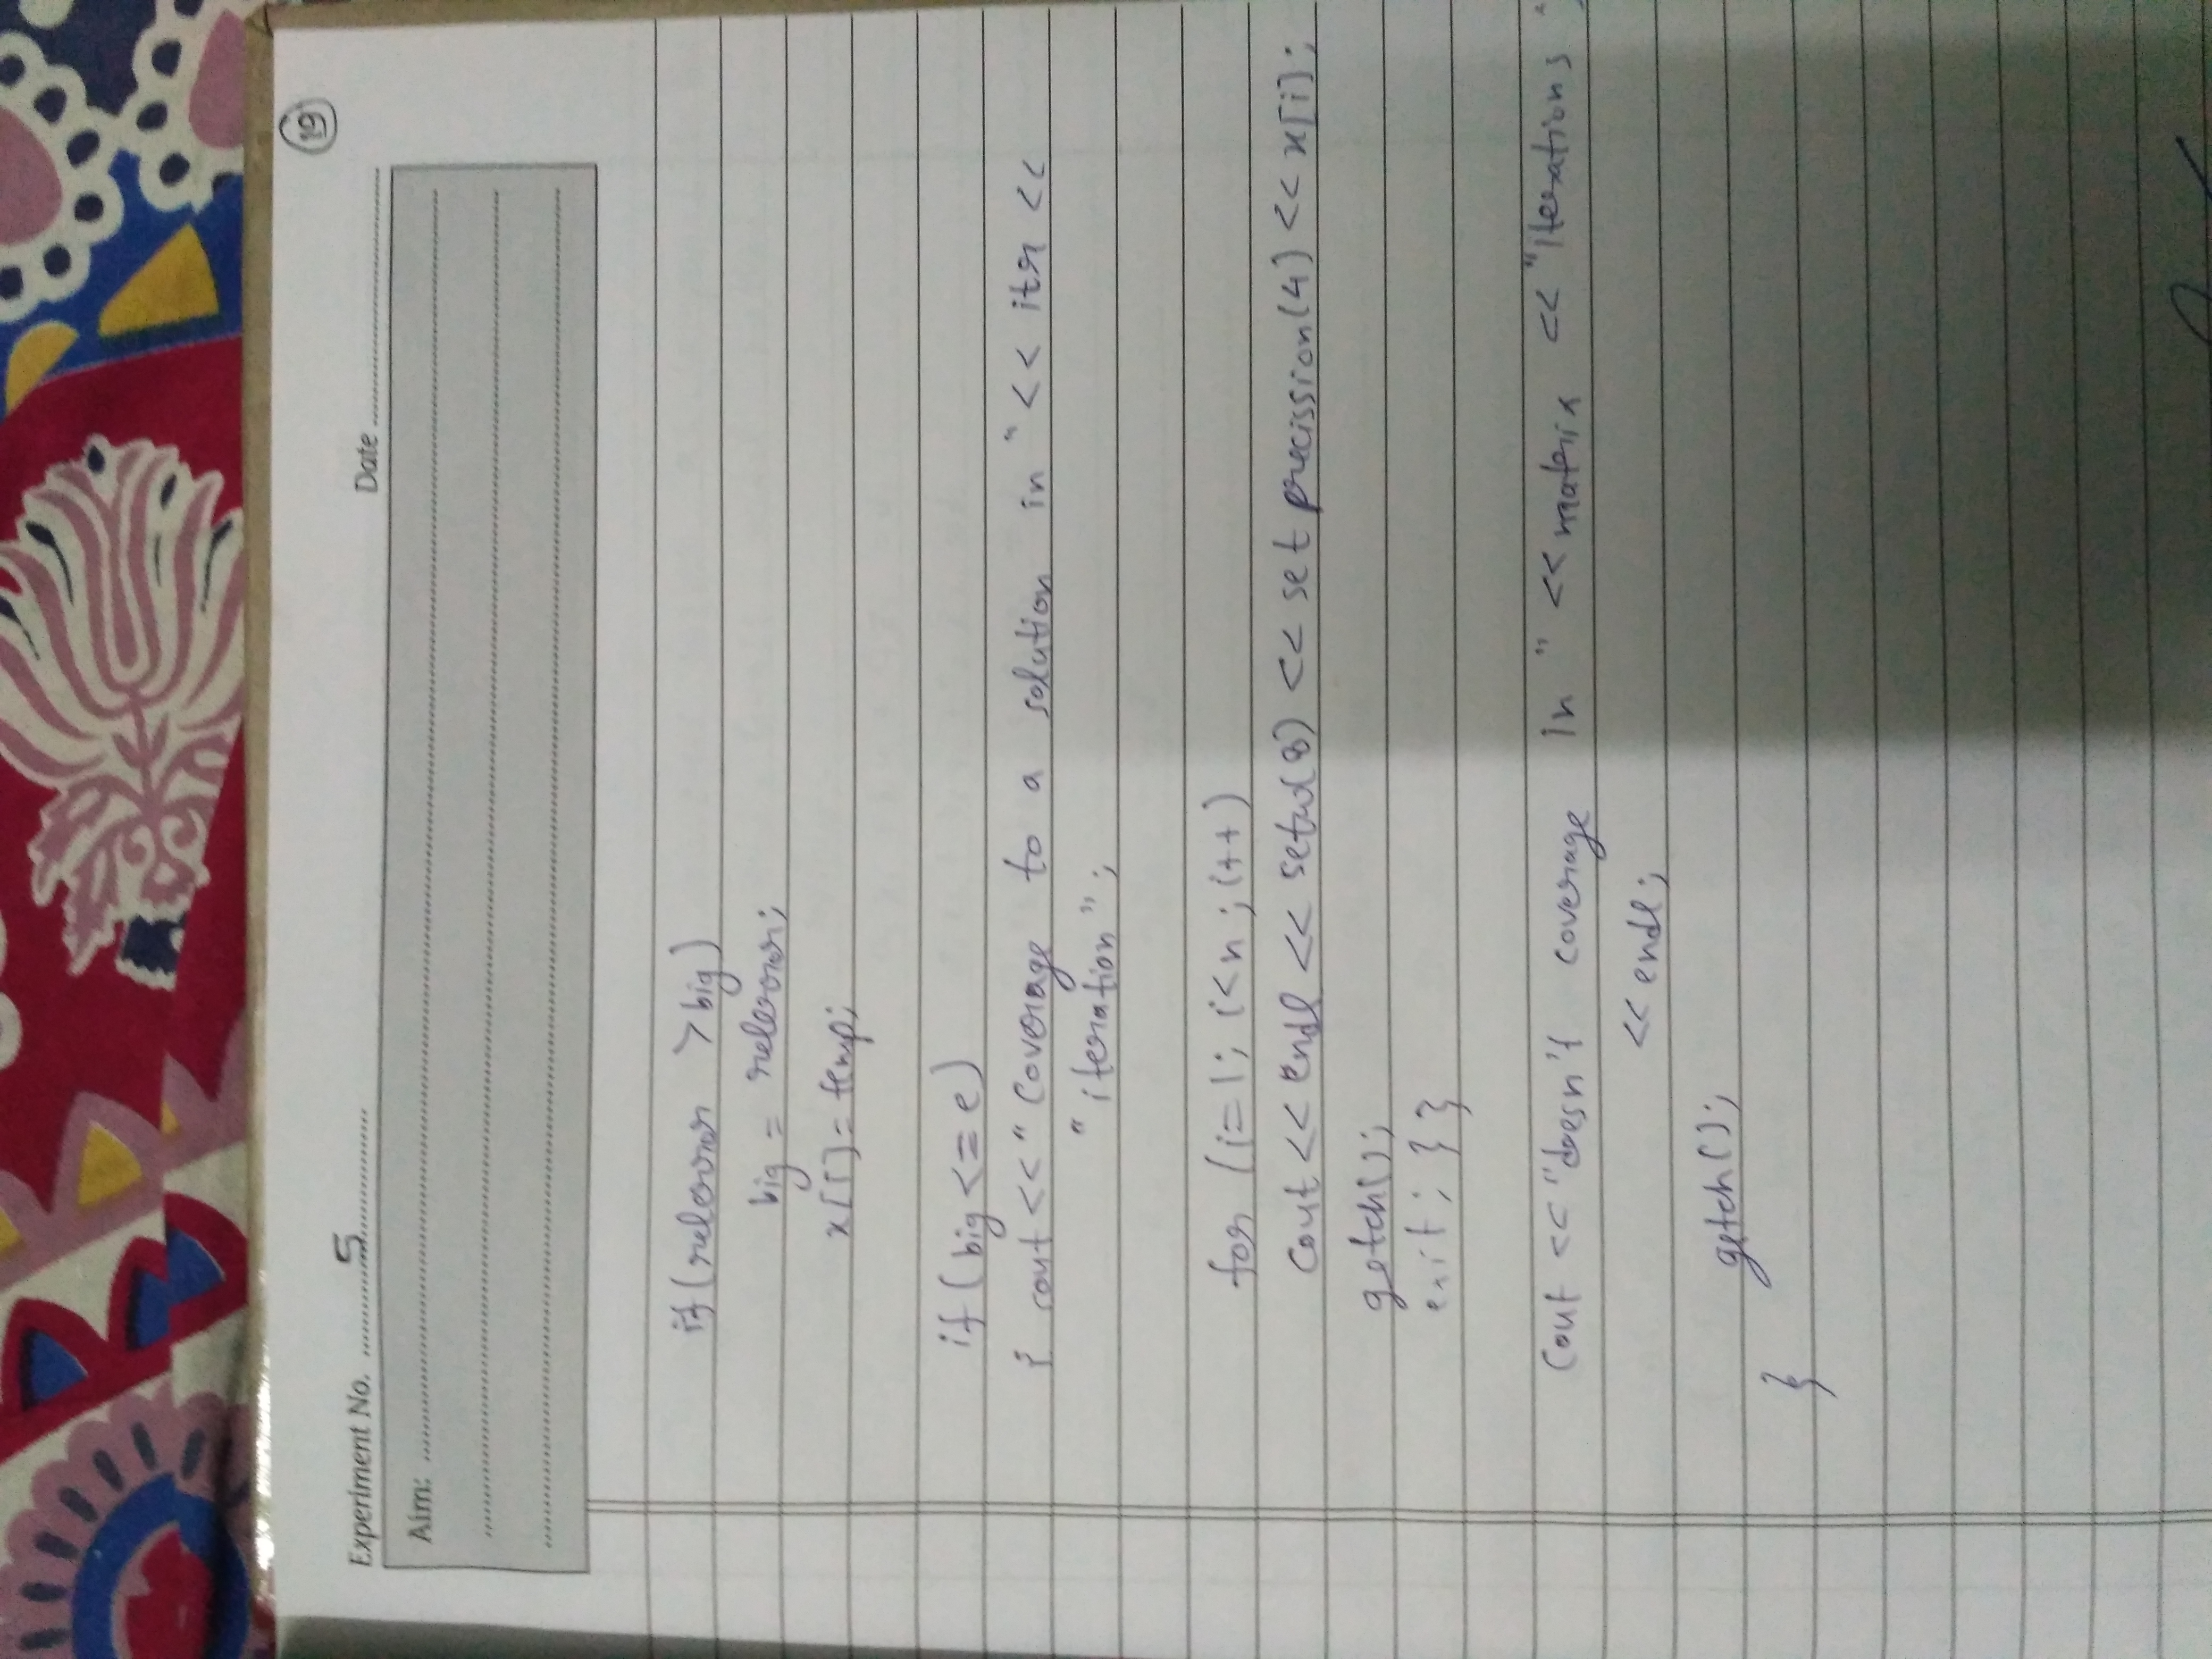 19
Experiment No. 5 Date
Aim:
if (relerror > big)
big = relerror;
x[i] = temp;
if (big <= e)
{ cout << " Coverage to a solution in " << itr <<
" iteration " ;
for (i=1; i<n ; i++)
Cout << endl << setw(8) << set precission(4) << x[i];
getch();
exit; } }
Cout << "doesn't coverage in " << matrix << "Iterations "
<< endl;
getch();
}